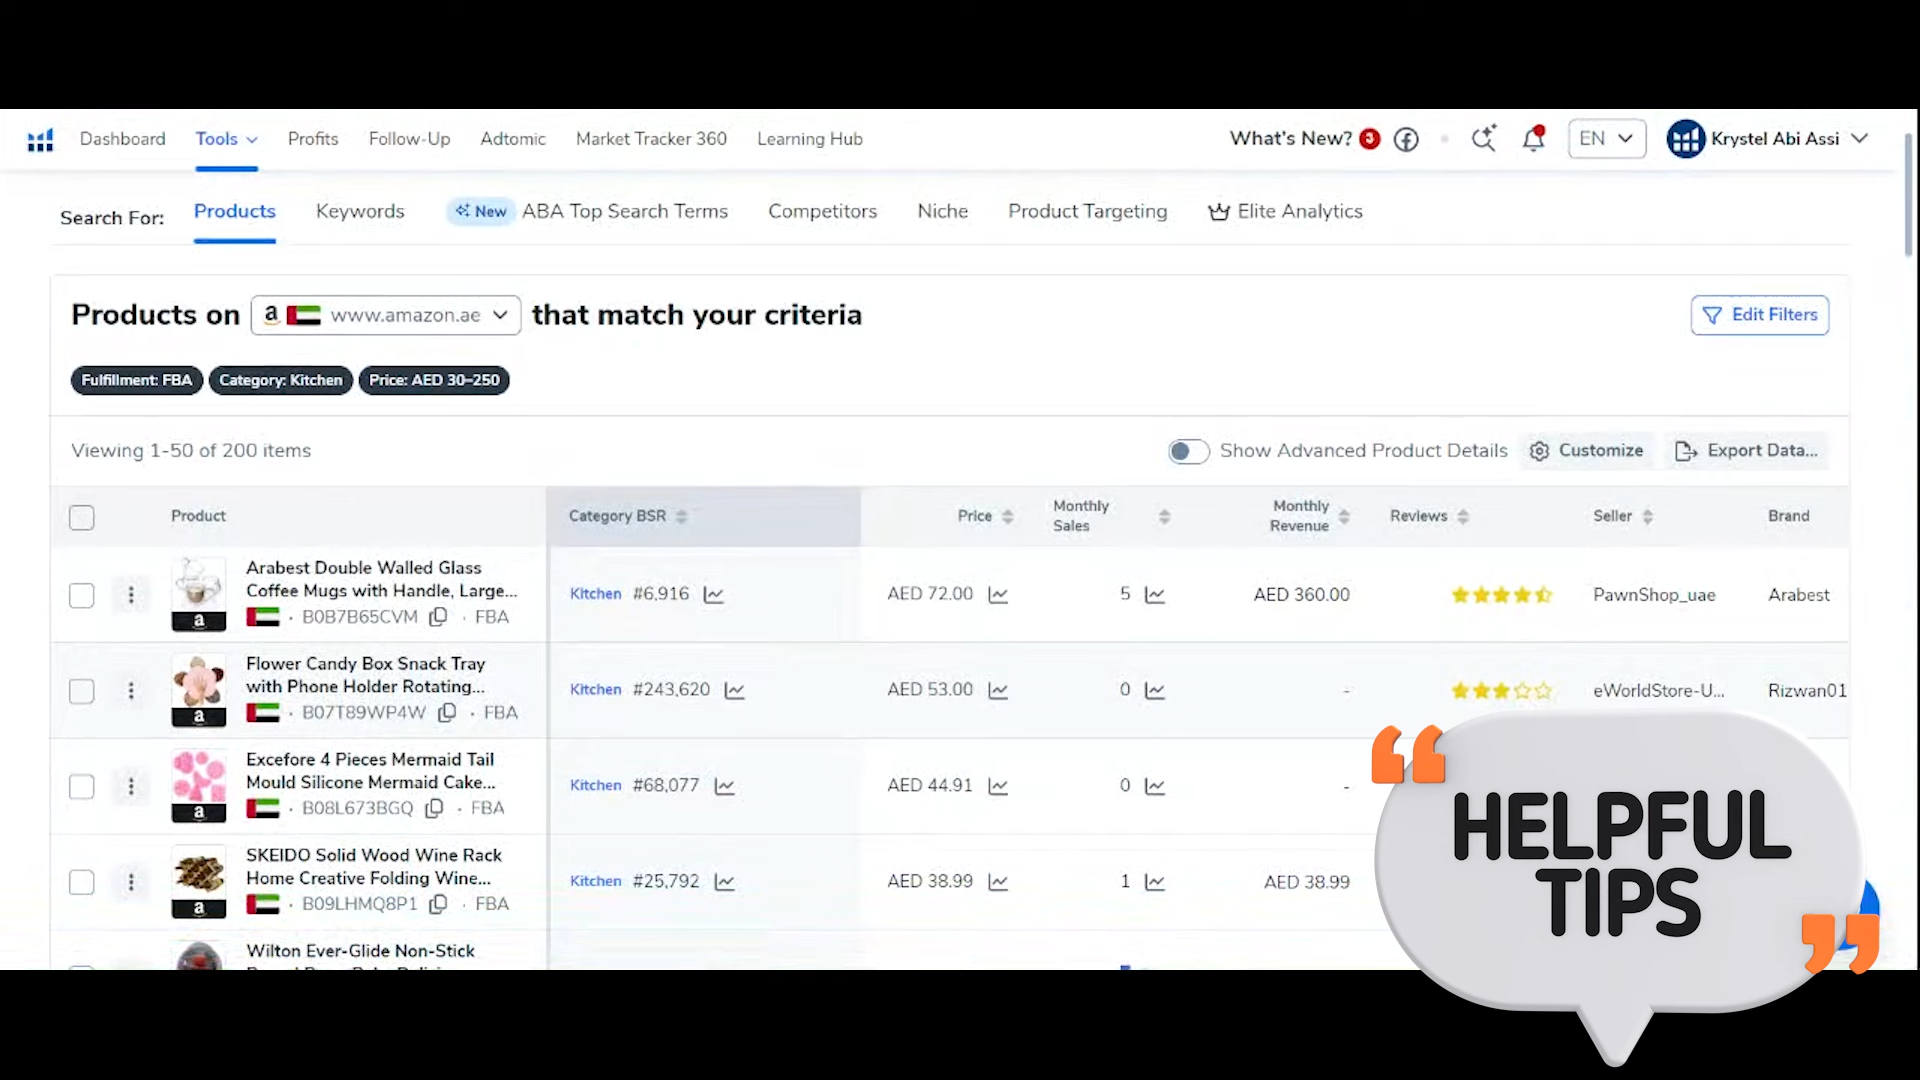 Dashboard Tools Profits Follow-Up Adtomic Market Tracker 360 Learning Hub What's New? 3 EN Krystel Abi Assi
Search For: Products Keywords New ABA Top Search Terms Competitors Niche Product Targeting Elite Analytics
Products on a www.amazon.ae that match your criteria Edit Filters
Fulfillment: FBA Category: Kitchen Price: AED 30–250
Viewing 1-50 of 200 items Show Advanced Product Details Customize Export Data...
Product Category BSR Price Monthly Sales Monthly Revenue Reviews Seller Brand
Arabest Double Walled Glass
Coffee Mugs with Handle, Large...
a · B0B7B65CVM · FBA
Kitchen #6,916 AED 72.00 5 AED 360.00 PawnShop_uae Arabest
Flower Candy Box Snack Tray
with Phone Holder Rotating...
a · B07T89WP4W · FBA
Kitchen #243,620 AED 53.00 0 - eWorldStore-U... Rizwan01
Excefore 4 Pieces Mermaid Tail
Mould Silicone Mermaid Cake...
a · B08L673BGQ · FBA
Kitchen #68,077 AED 44.91 0 -
SKEIDO Solid Wood Wine Rack
Home Creative Folding Wine...
a · B09LHMQ8P1 · FBA
Kitchen #25,792 AED 38.99 1 AED 38.99
Wilton Ever-Glide Non-Stick
“HELPFUL
TIPS”